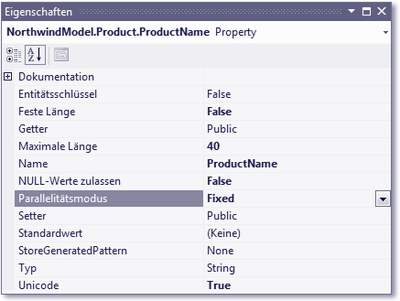 Eigenschaften
NorthwindModel.Product.ProductName Property
Dokumentation
Entitätsschlüssel False
Feste Länge False
Getter Public
Maximale Länge 40
Name ProductName
NULL-Werte zulassen False
Parallelitätsmodus Fixed
Setter Public
Standardwert (Keine)
StoreGeneratedPattern None
Typ String
Unicode True